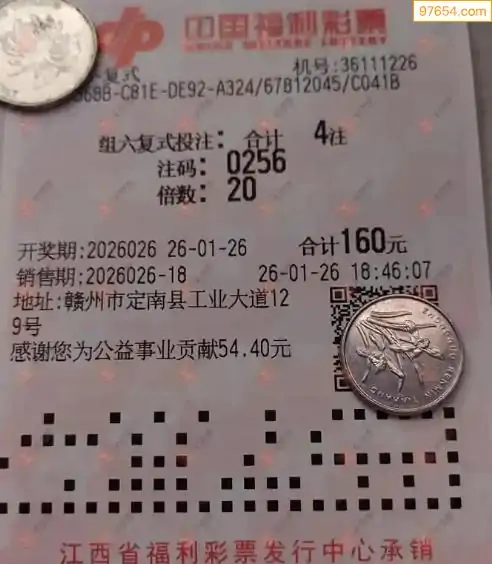 97654.com
中国福利彩票
CHINA WELFARE LOTTERY
复式
机号:36111226
68B-C81E-DE92-A324/67812045/C041B
组六复式投注: 合计 4注
注码: 0256
倍数: 20
开奖期:2026026 26-01-26 合计160元
销售期:2026026-18 26-01-26 18:46:07
地址:赣州市定南县工业大道12
9号
感谢您为公益事业贡献54.40元
江西省福利彩票发行中心承销